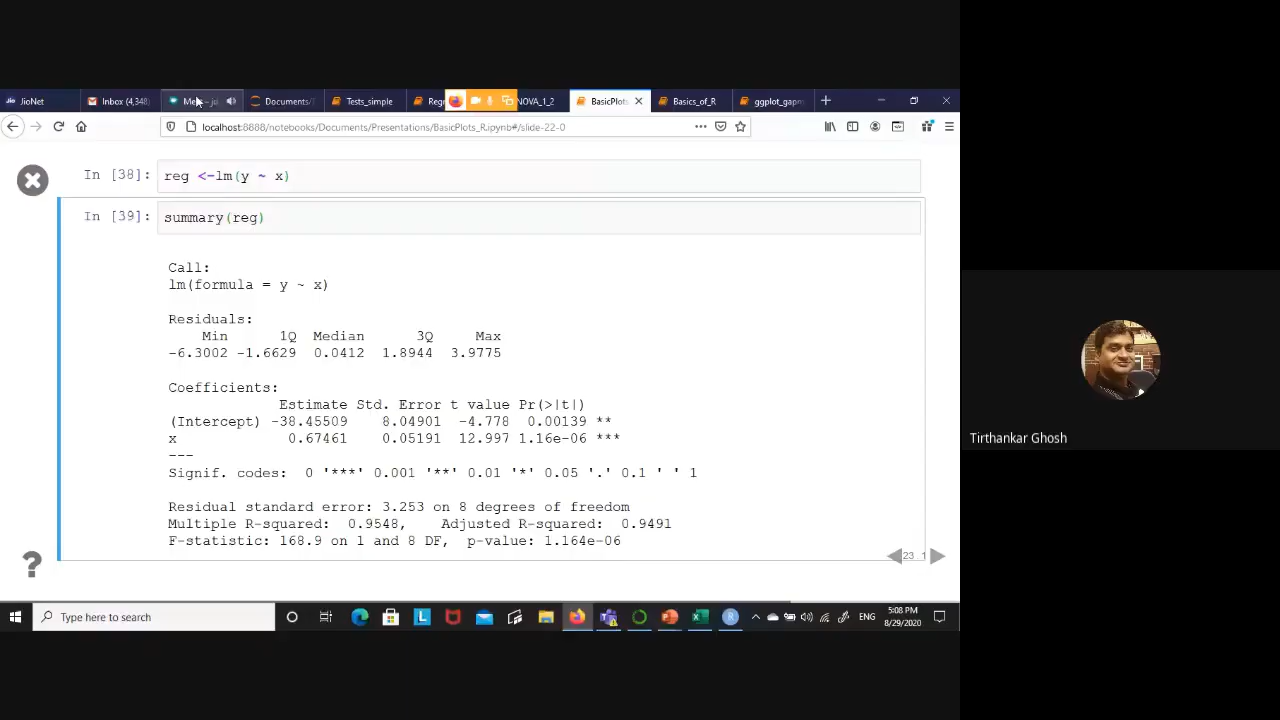 JioNet
Inbox (4,348)
Documents/
Tests_simple
NOVA_1_2
BasicPlots
Basics_of_R
ggplot_gapm
localhost:8888/notebooks/Documents/Presentations/BasicPlots_R.ipynb#/slide-22-0
In [38]: reg <-lm(y ~ x)
In [39]: summary(reg)
Call:
lm(formula = y ~ x)
Residuals:
Min 1Q Median 3Q Max
-6.3002 -1.6629 0.0412 1.8944 3.9775
Coefficients:
Estimate Std. Error t value Pr(>|t|)
(Intercept) -38.45509 8.04901 -4.778 0.00139 **
x 0.67461 0.05191 12.997 1.16e-06 ***
---
Signif. codes: 0 '***' 0.001 '**' 0.01 '*' 0.05 '.' 0.1 ' ' 1
Residual standard error: 3.253 on 8 degrees of freedom
Multiple R-squared: 0.9548, Adjusted R-squared: 0.9491
F-statistic: 168.9 on 1 and 8 DF, p-value: 1.164e-06
23.1
?
Tirthankar Ghosh
Type here to search
ENG
5:08 PM
8/29/2020